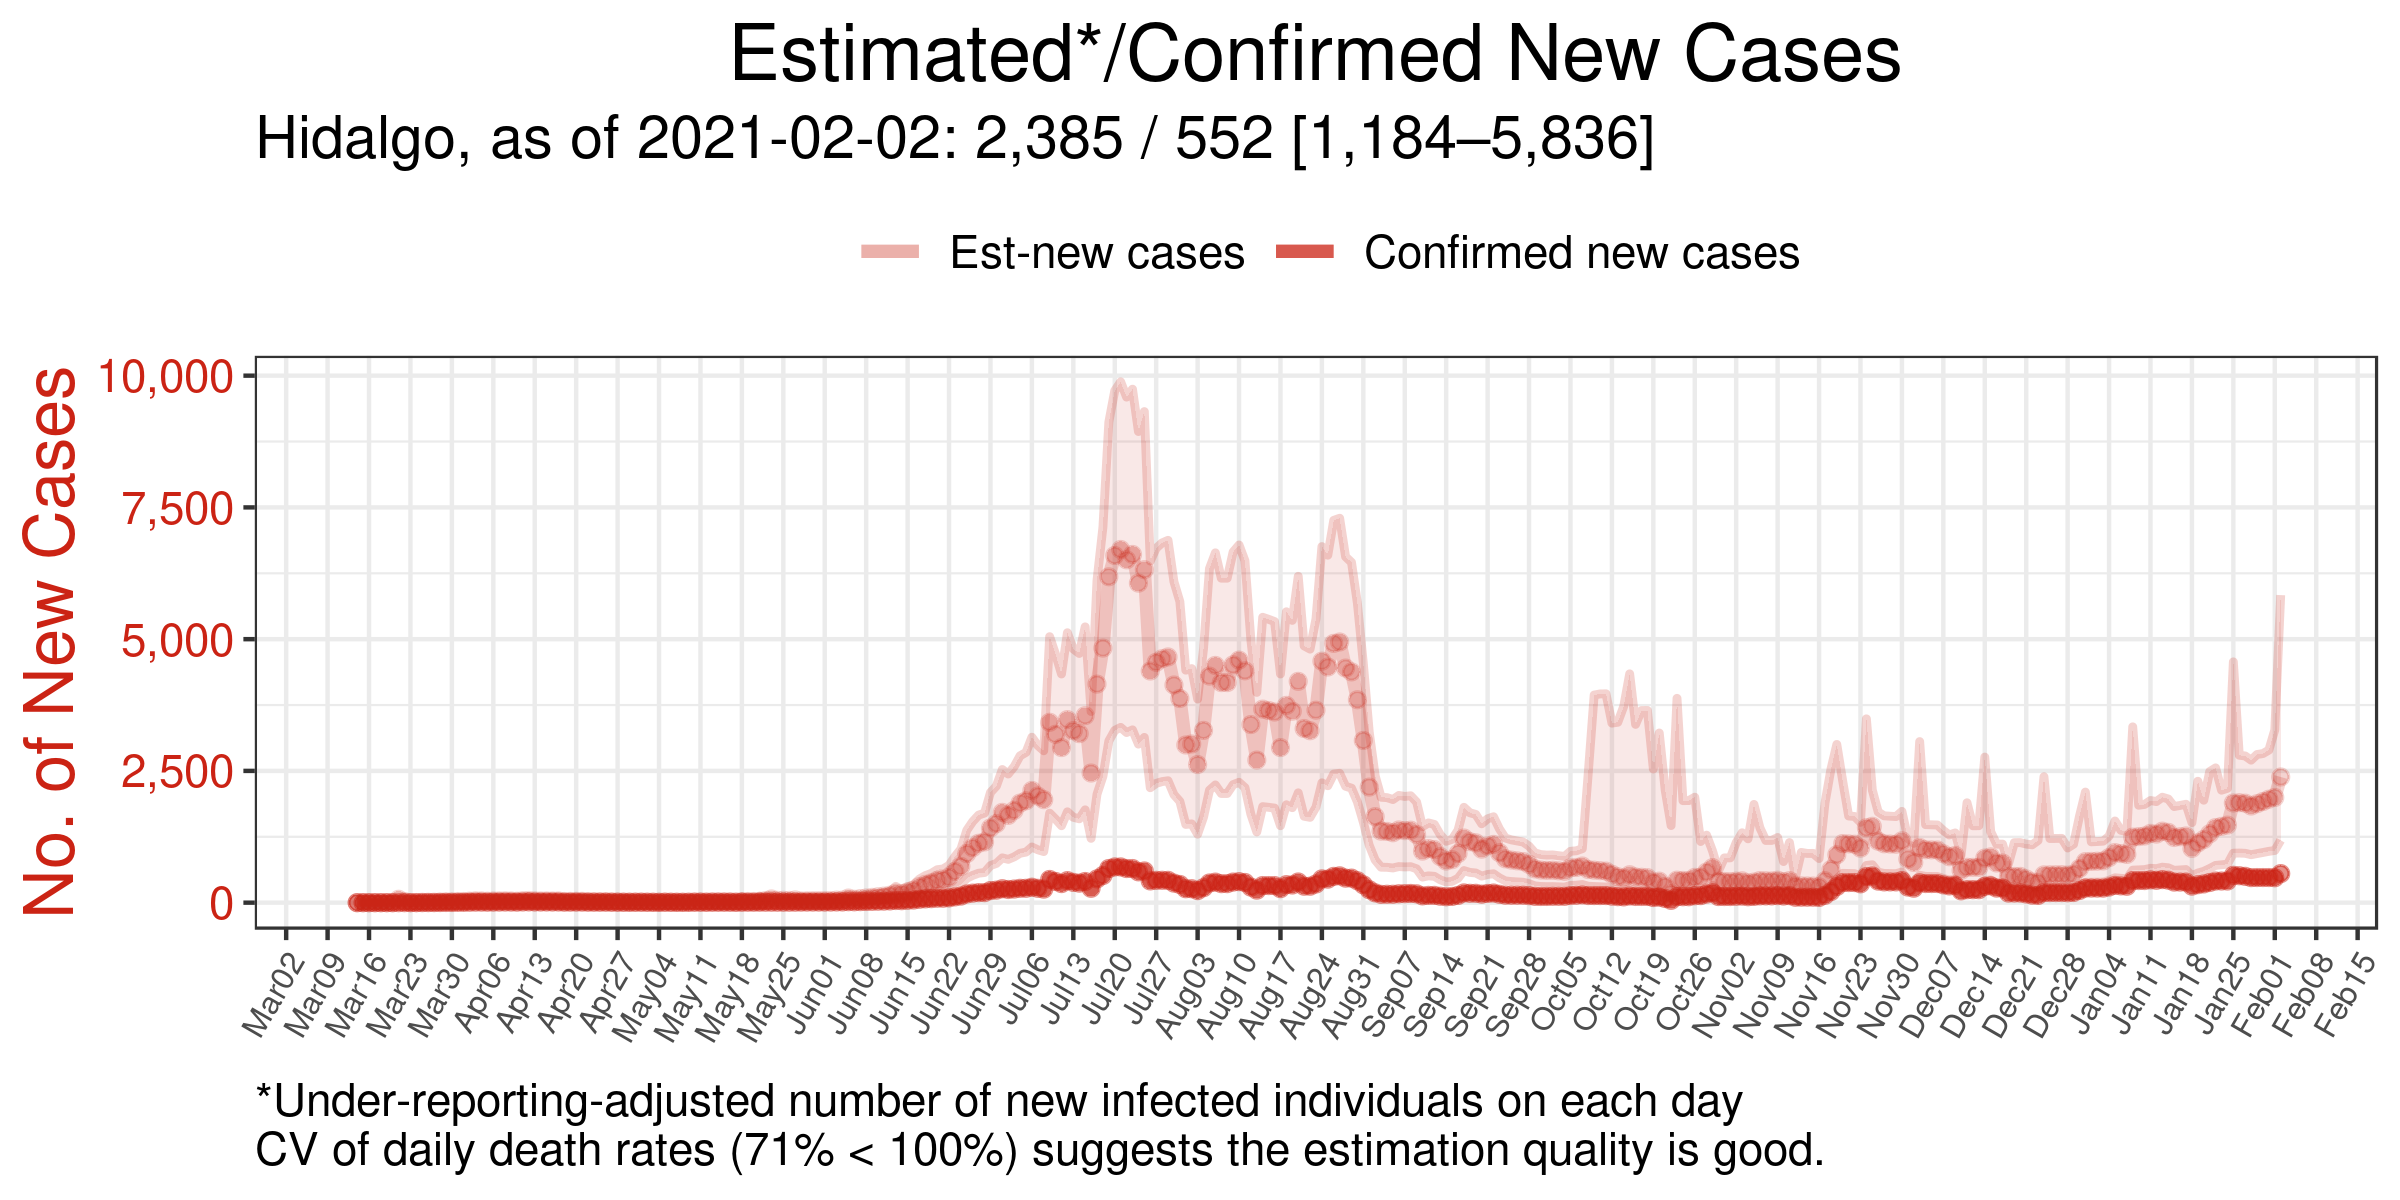 Estimated*/Confirmed New Cases
Hidalgo, as of 2021-02-02: 2,385 / 552 [1,184–5,836]
Est-new cases Confirmed new cases
No. of New Cases
10,000
7,500
5,000
2,500
0
Mar02 Mar09 Mar16 Mar23 Mar30 Apr06 Apr13 Apr20 Apr27 May04 May11 May18 May25 Jun01 Jun08 Jun15 Jun22 Jun29 Jul06 Jul13 Jul20 Jul27 Aug03 Aug10 Aug17 Aug24 Aug31 Sep07 Sep14 Sep21 Sep28 Oct05 Oct12 Oct19 Oct26 Nov02 Nov09 Nov16 Nov23 Nov30 Dec07 Dec14 Dec21 Dec28 Jan04 Jan11 Jan18 Jan25 Feb01 Feb08 Feb15
*Under-reporting-adjusted number of new infected individuals on each day
CV of daily death rates (71% < 100%) suggests the estimation quality is good.